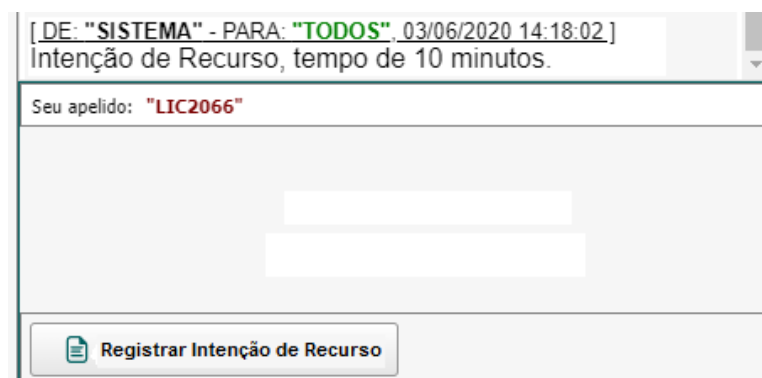 [ DE: "SISTEMA" - PARA: "TODOS", 03/06/2020 14:18:02 ]
Intenção de Recurso, tempo de 10 minutos.
Seu apelido: "LIC2066"
Registrar Intenção de Recurso